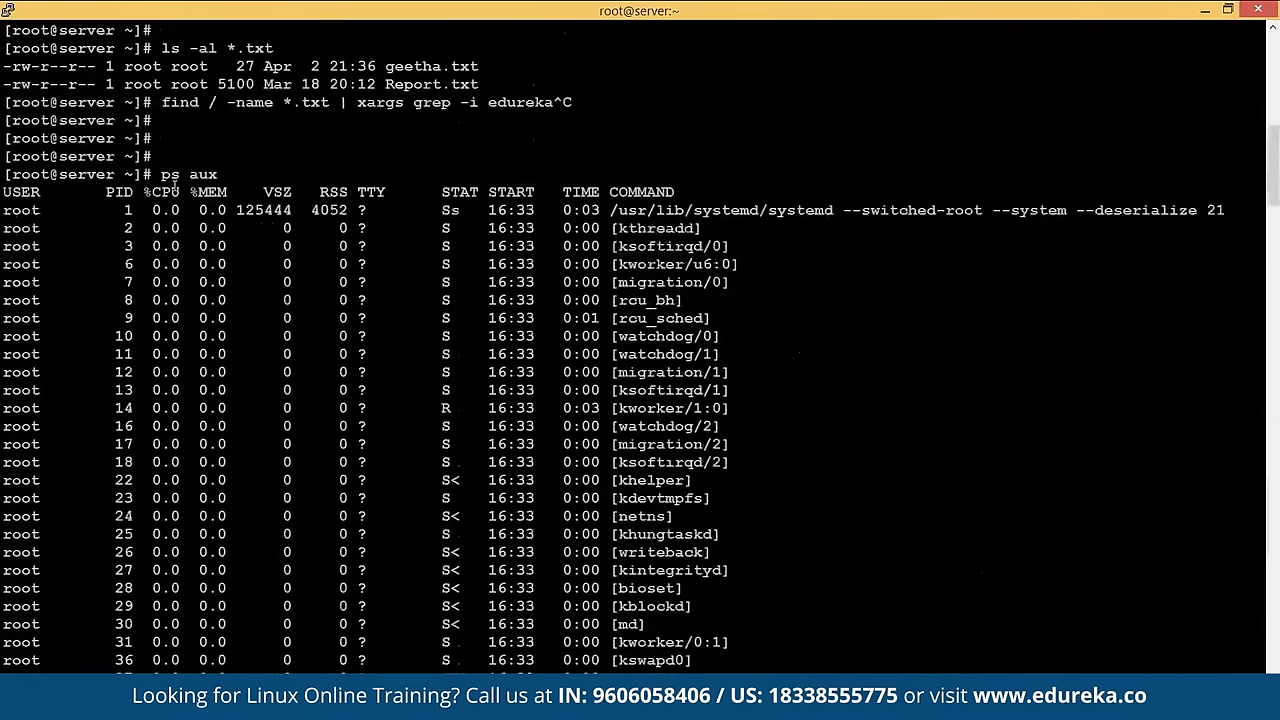 root@server:~
[root@server ~]#
[root@server ~]# ls -al *.txt
-rw-r--r-- 1 root root   27 Apr  2 21:36 geetha.txt
-rw-r--r-- 1 root root 5100 Mar 18 20:12 Report.txt
[root@server ~]# find / -name *.txt | xargs grep -i edureka^C
[root@server ~]#
[root@server ~]#
[root@server ~]#
[root@server ~]# ps aux
USER       PID %CPU %MEM    VSZ   RSS TTY      STAT START   TIME COMMAND
root         1  0.0  0.0 125444  4052 ?        Ss   16:33   0:03 /usr/lib/systemd/systemd --switched-root --system --deserialize 21
root         2  0.0  0.0      0     0 ?        S    16:33   0:00 [kthreadd]
root         3  0.0  0.0      0     0 ?        S    16:33   0:00 [ksoftirqd/0]
root         6  0.0  0.0      0     0 ?        S    16:33   0:00 [kworker/u6:0]
root         7  0.0  0.0      0     0 ?        S    16:33   0:00 [migration/0]
root         8  0.0  0.0      0     0 ?        S    16:33   0:00 [rcu_bh]
root         9  0.0  0.0      0     0 ?        S    16:33   0:01 [rcu_sched]
root        10  0.0  0.0      0     0 ?        S    16:33   0:00 [watchdog/0]
root        11  0.0  0.0      0     0 ?        S    16:33   0:00 [watchdog/1]
root        12  0.0  0.0      0     0 ?        S    16:33   0:00 [migration/1]
root        13  0.0  0.0      0     0 ?        S    16:33   0:00 [ksoftirqd/1]
root        14  0.0  0.0      0     0 ?        R    16:33   0:03 [kworker/1:0]
root        16  0.0  0.0      0     0 ?        S    16:33   0:00 [watchdog/2]
root        17  0.0  0.0      0     0 ?        S    16:33   0:00 [migration/2]
root        18  0.0  0.0      0     0 ?        S    16:33   0:00 [ksoftirqd/2]
root        22  0.0  0.0      0     0 ?        S<   16:33   0:00 [khelper]
root        23  0.0  0.0      0     0 ?        S    16:33   0:00 [kdevtmpfs]
root        24  0.0  0.0      0     0 ?        S<   16:33   0:00 [netns]
root        25  0.0  0.0      0     0 ?        S    16:33   0:00 [khungtaskd]
root        26  0.0  0.0      0     0 ?        S<   16:33   0:00 [writeback]
root        27  0.0  0.0      0     0 ?        S<   16:33   0:00 [kintegrityd]
root        28  0.0  0.0      0     0 ?        S<   16:33   0:00 [bioset]
root        29  0.0  0.0      0     0 ?        S<   16:33   0:00 [kblockd]
root        30  0.0  0.0      0     0 ?        S<   16:33   0:00 [md]
root        31  0.0  0.0      0     0 ?        S    16:33   0:00 [kworker/0:1]
root        36  0.0  0.0      0     0 ?        S    16:33   0:00 [kswapd0]
Looking for Linux Online Training? Call us at IN: 9606058406 / US: 18338555775 or visit www.edureka.co